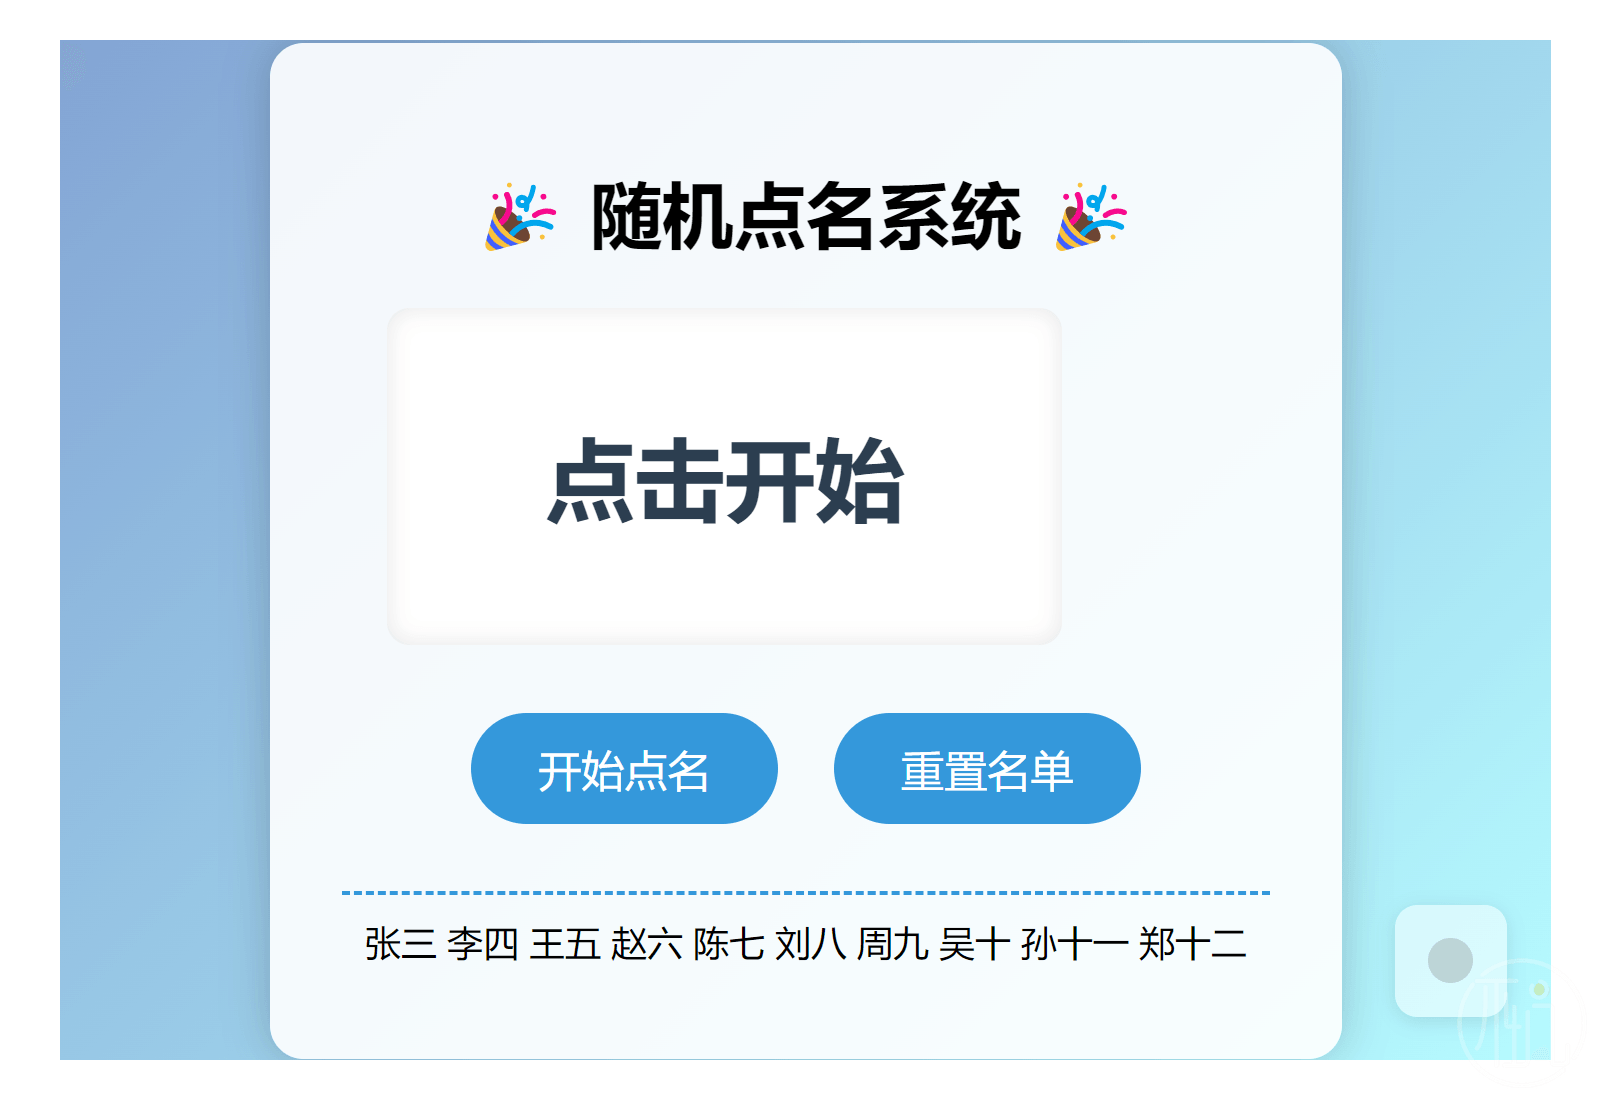 🎉 随机点名系统 🎉
点击开始
开始点名 重置名单
张三 李四 王五 赵六 陈七 刘八 周九 吴十 孙十一 郑十二